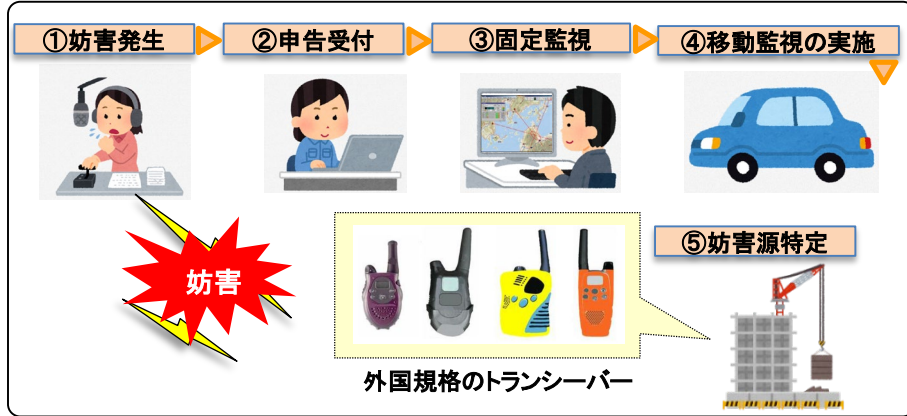 ①妨害発生
②申告受付
③固定監視
④移動監視の実施
妨害
⑤妨害源特定
外国規格のトランシーバー